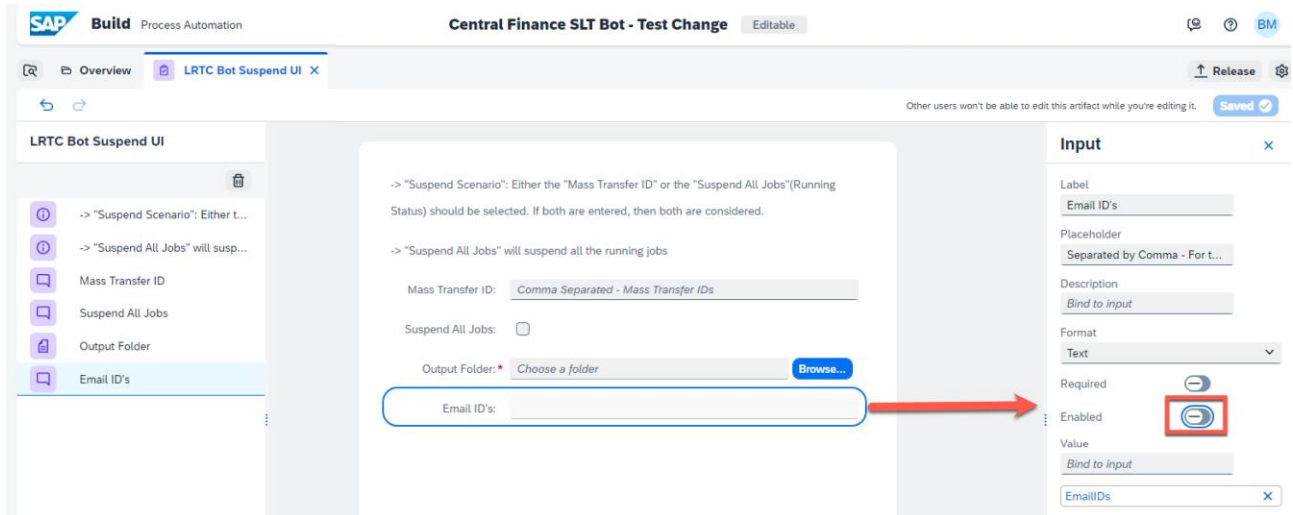 SAP Build Process Automation
Central Finance SLT Bot - Test Change Editable
BM
Overview
LRTC Bot Suspend UI
Release
Other users won't be able to edit this artifact while you're editing it.
Saved
LRTC Bot Suspend UI
-> "Suspend Scenario": Either t...
-> "Suspend All Jobs" will susp...
Mass Transfer ID
Suspend All Jobs
Output Folder
Email ID's
-> "Suspend Scenario": Either the "Mass Transfer ID" or the "Suspend All Jobs"(Running
Status) should be selected. If both are entered, then both are considered.
-> "Suspend All Jobs" will suspend all the running jobs
Mass Transfer ID: Comma Separated - Mass Transfer IDs
Suspend All Jobs:
Output Folder:* Choose a folder Browse...
Email ID's:
Input
Label
Email ID's
Placeholder
Separated by Comma - For t...
Description
Bind to input
Format
Text
Required
Enabled
Value
Bind to input
EmailIDs